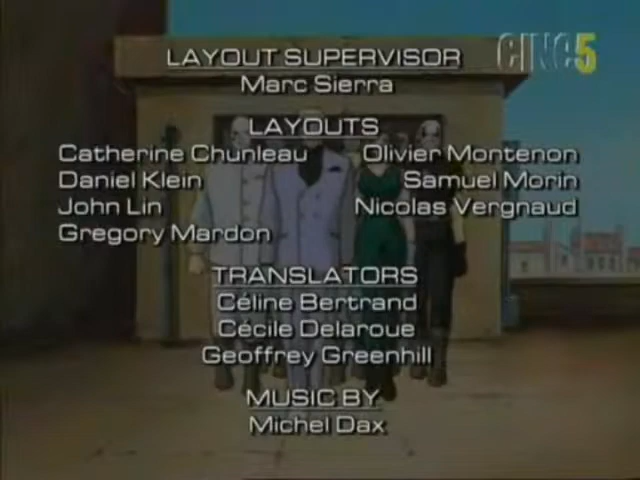 LAYOUT SUPERVISOR
CINE5
Marc Sierra
LAYOUTS
Catherine Chunleau Olivier Montenon
Daniel Klein Samuel Morin
John Lin Nicolas Vergnaud
Gregory Mardon
TRANSLATORS
Céline Bertrand
Cécile Delaroue
Geoffrey Greenhill
MUSIC BY
Michel Dax